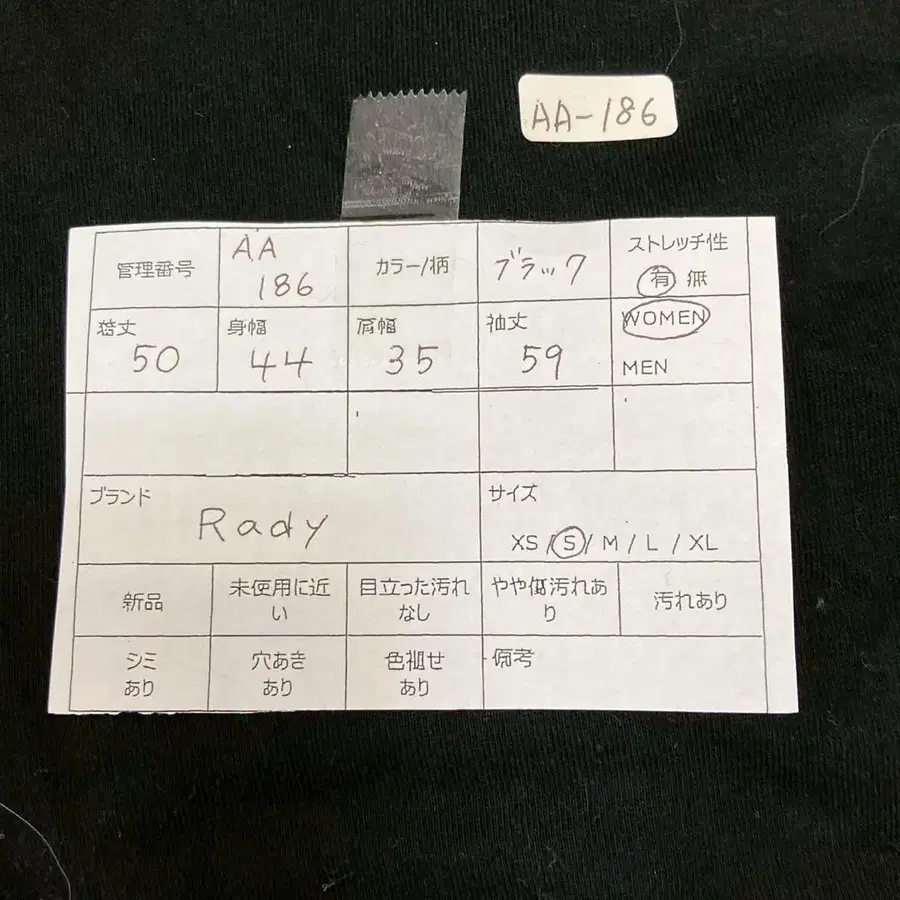 AA-186
管理番号
AA
186
カラー/柄
ブラック
ストレッチ性
有 無
着丈
50
身幅
44
肩幅
35
袖丈
59
WOMEN
MEN
ブランド
Rady
サイズ
XS / S / M / L / XL
新品
未使用に近
い
目立った汚れ
なし
やや傷汚れあ
り
汚れあり
シミ
あり
穴あき
あり
色褪せ
あり
備考